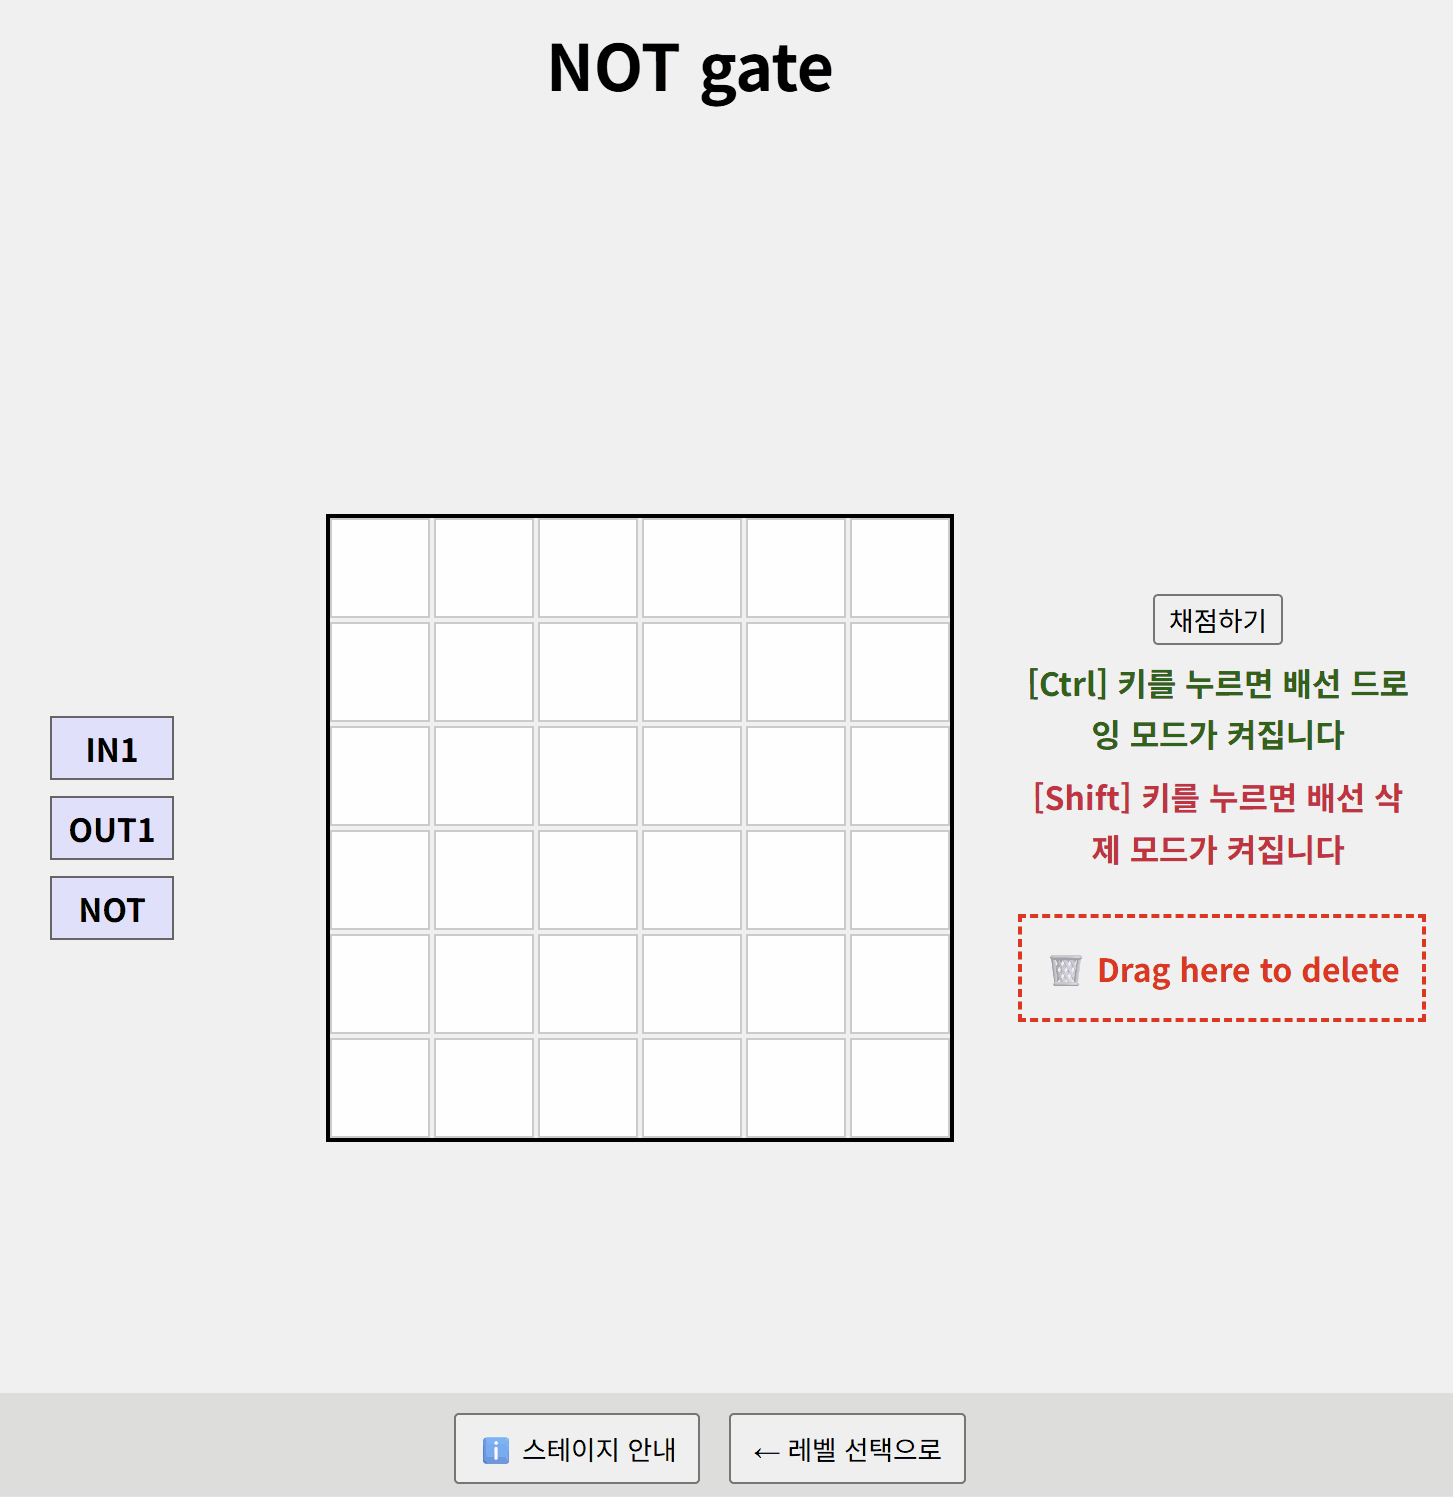 NOT gate
IN1
OUT1
NOT
채점하기
[Ctrl] 키를 누르면 배선 드로
잉 모드가 켜집니다
[Shift] 키를 누르면 배선 삭
제 모드가 켜집니다
Drag here to delete
스테이지 안내
← 레벨 선택으로